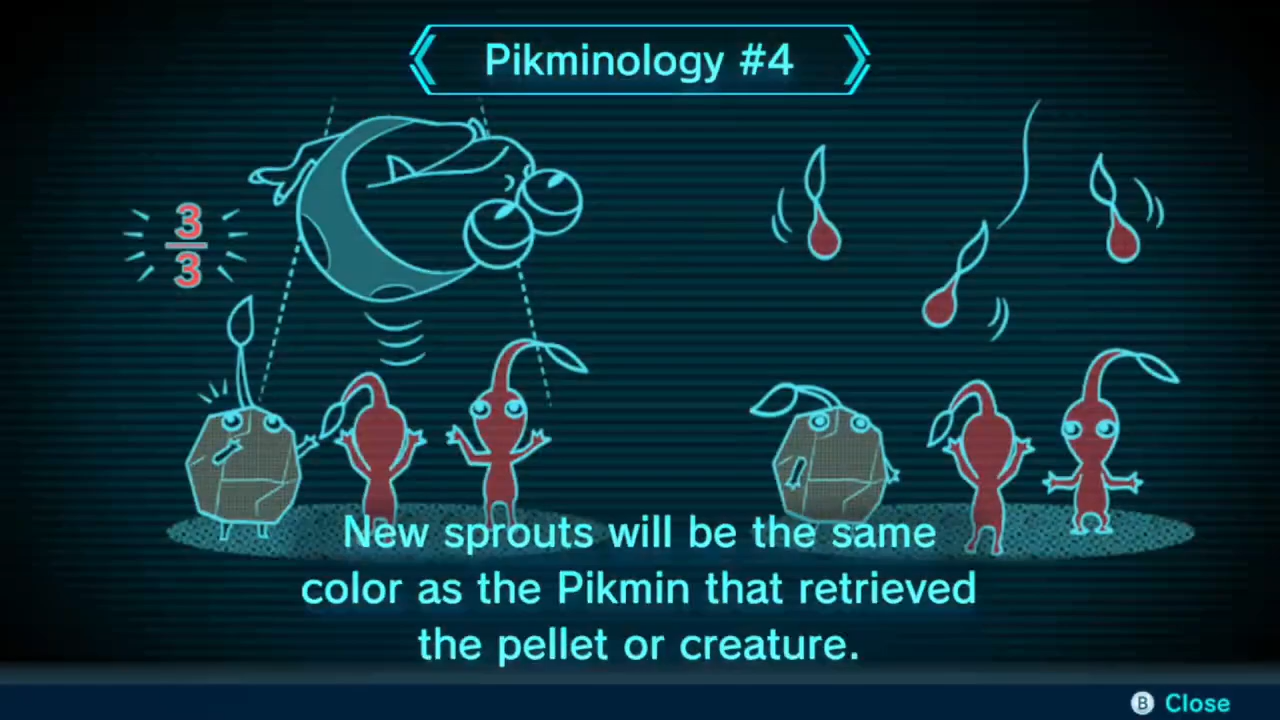 Pikminology #4
3
3
New sprouts will be the same
color as the Pikmin that retrieved
the pellet or creature.
B Close